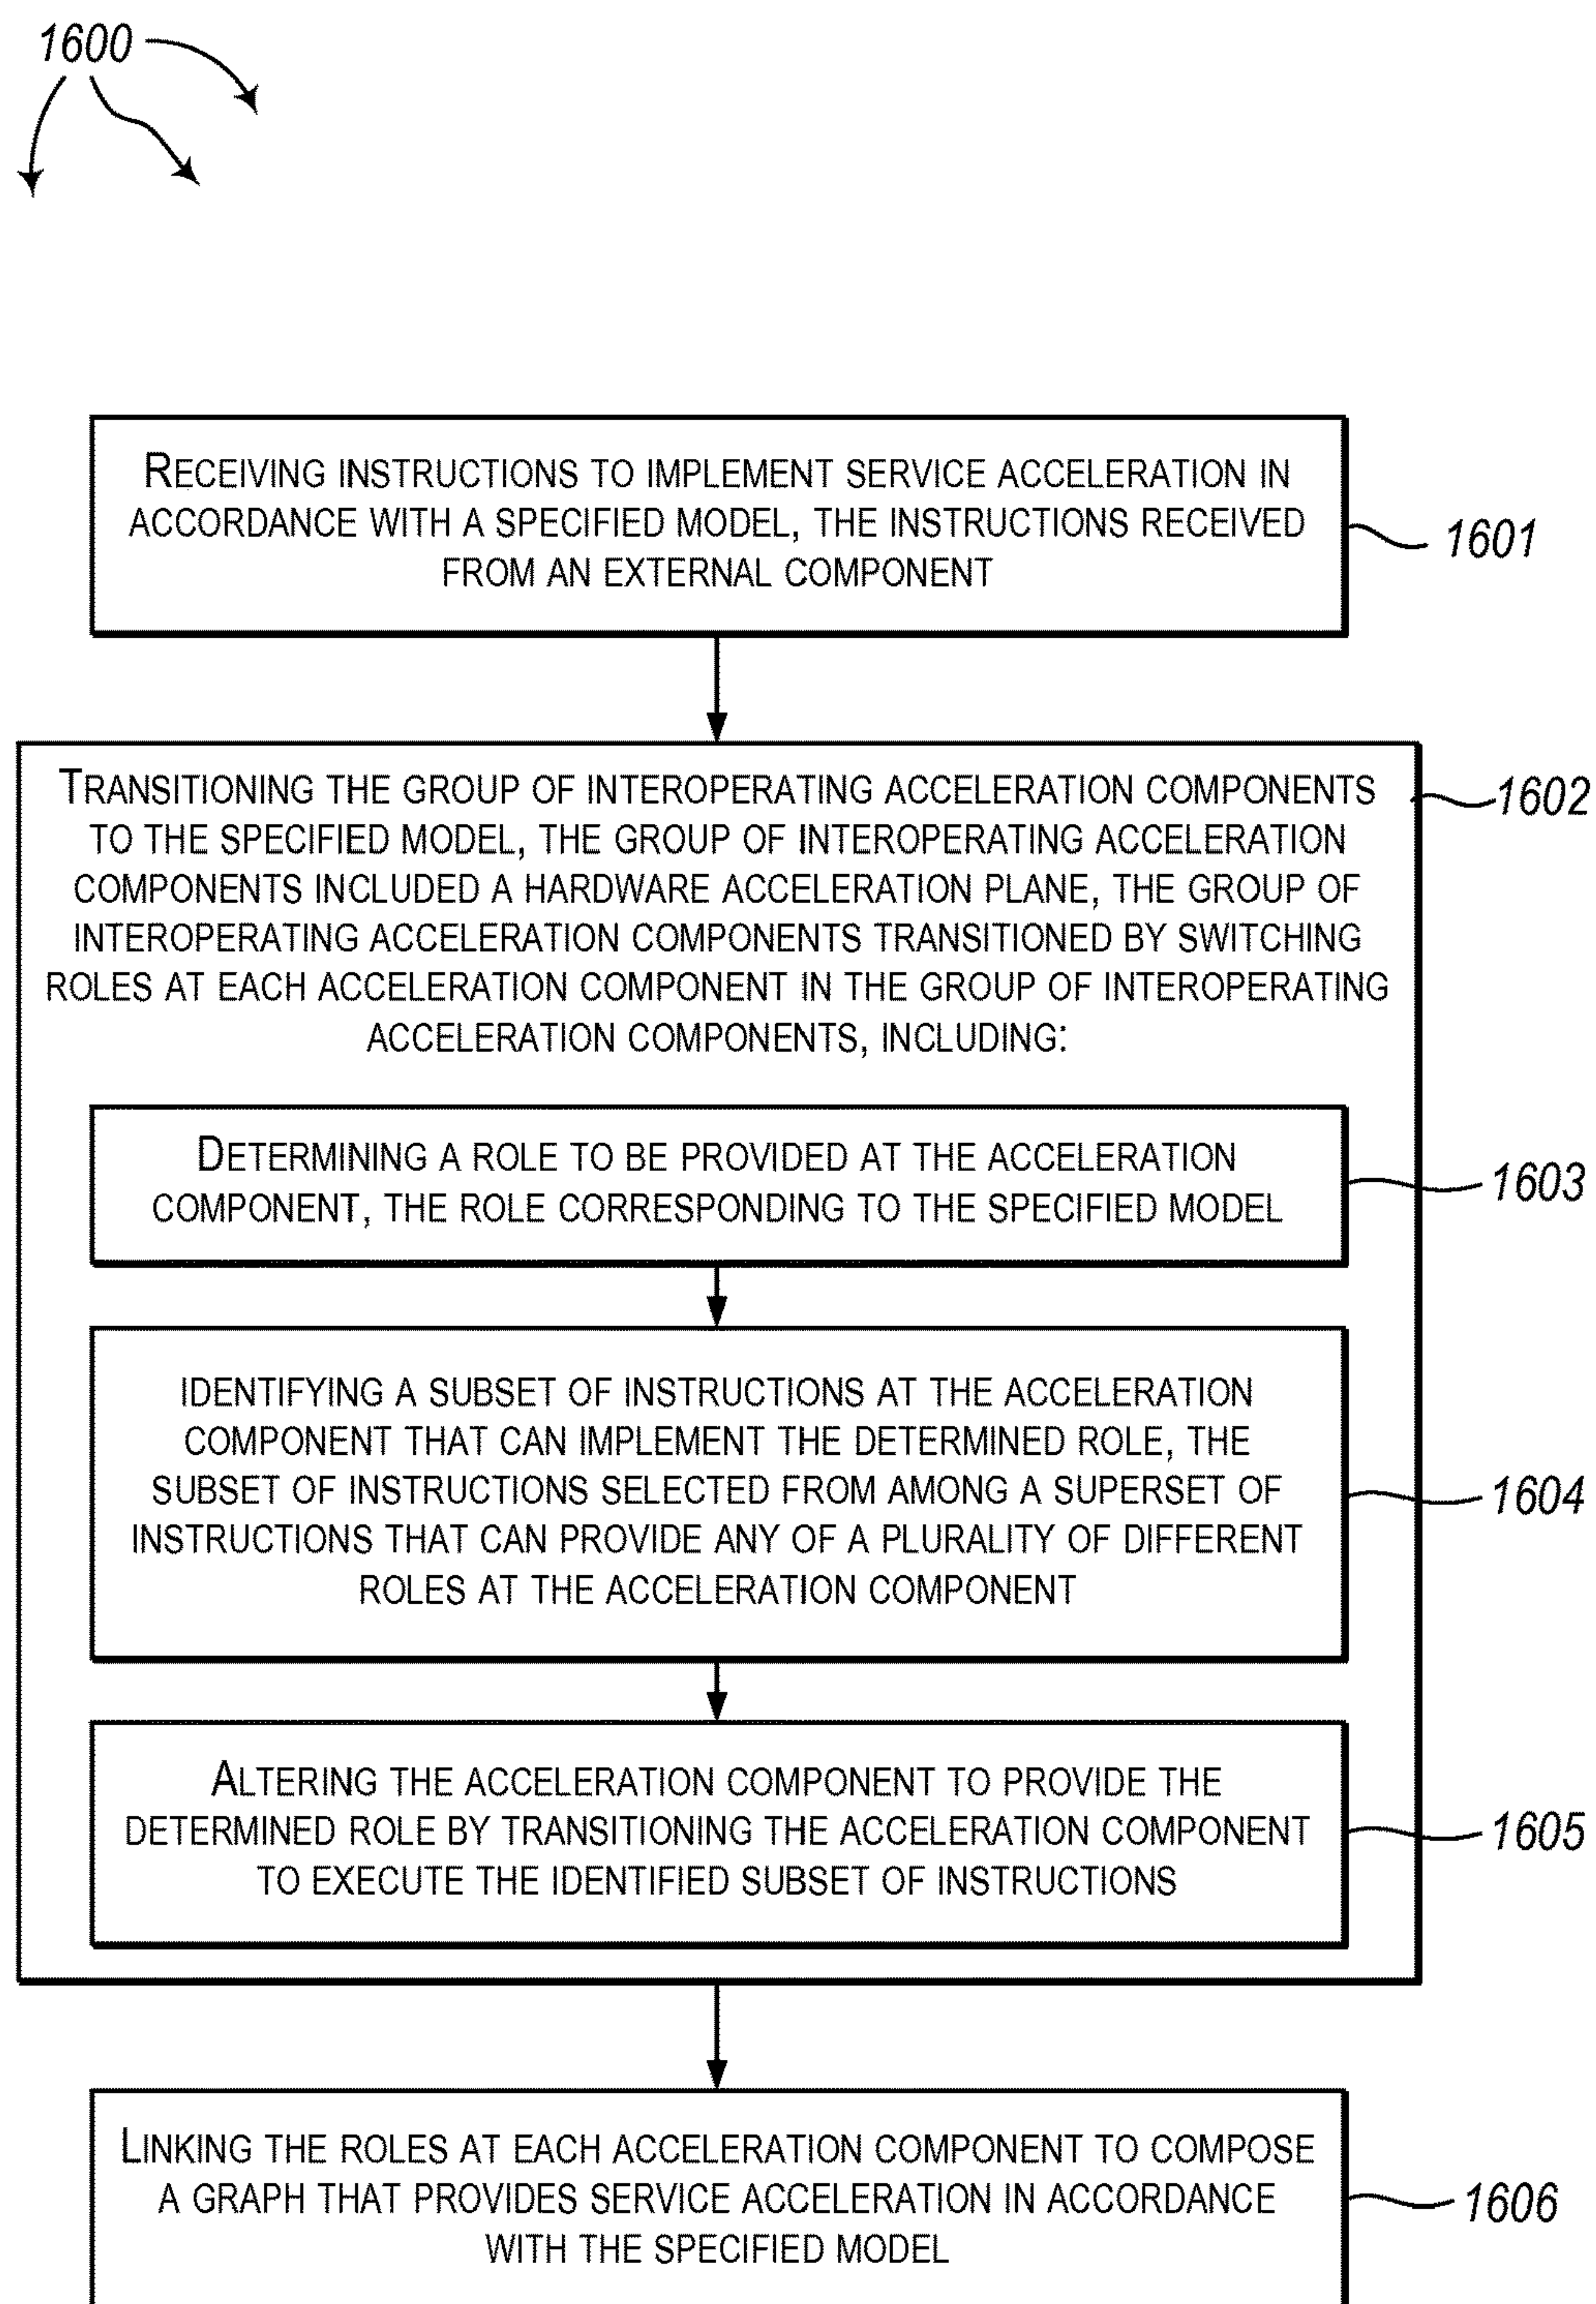 1600
RECEIVING INSTRUCTIONS TO IMPLEMENT SERVICE ACCELERATION IN
ACCORDANCE WITH A SPECIFIED MODEL, THE INSTRUCTIONS RECEIVED
FROM AN EXTERNAL COMPONENT
1601
TRANSITIONING THE GROUP OF INTEROPERATING ACCELERATION COMPONENTS
TO THE SPECIFIED MODEL, THE GROUP OF INTEROPERATING ACCELERATION
COMPONENTS INCLUDED A HARDWARE ACCELERATION PLANE, THE GROUP OF
INTEROPERATING ACCELERATION COMPONENTS TRANSITIONED BY SWITCHING
ROLES AT EACH ACCELERATION COMPONENT IN THE GROUP OF INTEROPERATING
ACCELERATION COMPONENTS, INCLUDING:
1602
DETERMINING A ROLE TO BE PROVIDED AT THE ACCELERATION
COMPONENT, THE ROLE CORRESPONDING TO THE SPECIFIED MODEL
1603
IDENTIFYING A SUBSET OF INSTRUCTIONS AT THE ACCELERATION
COMPONENT THAT CAN IMPLEMENT THE DETERMINED ROLE, THE
SUBSET OF INSTRUCTIONS SELECTED FROM AMONG A SUPERSET OF
INSTRUCTIONS THAT CAN PROVIDE ANY OF A PLURALITY OF DIFFERENT
ROLES AT THE ACCELERATION COMPONENT
1604
ALTERING THE ACCELERATION COMPONENT TO PROVIDE THE
DETERMINED ROLE BY TRANSITIONING THE ACCELERATION COMPONENT
TO EXECUTE THE IDENTIFIED SUBSET OF INSTRUCTIONS
1605
LINKING THE ROLES AT EACH ACCELERATION COMPONENT TO COMPOSE
A GRAPH THAT PROVIDES SERVICE ACCELERATION IN ACCORDANCE
WITH THE SPECIFIED MODEL
1606